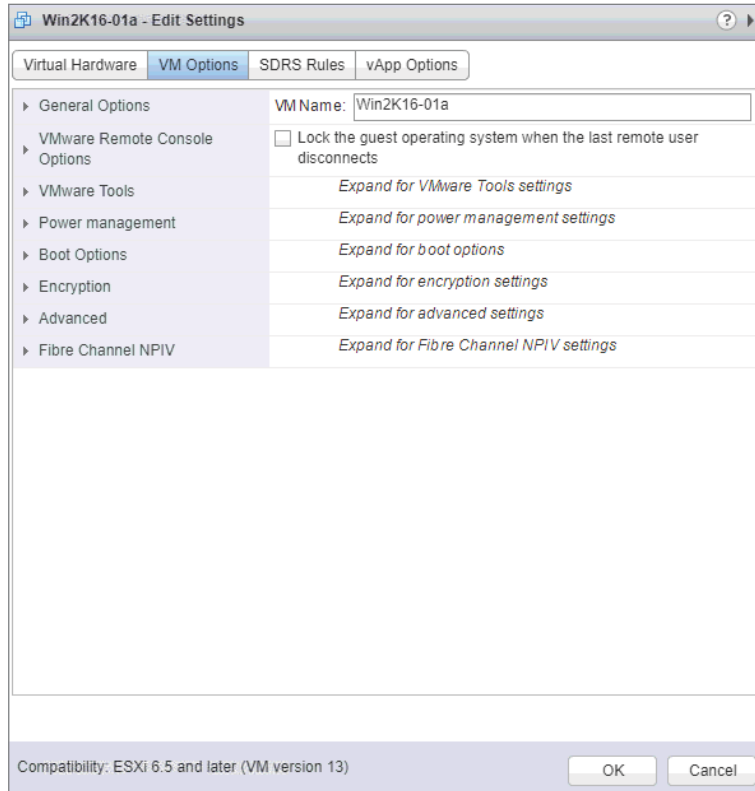 Win2K16-01a - Edit Settings ?
Virtual Hardware VM Options SDRS Rules vApp Options
General Options VM Name: Win2K16-01a
VMware Remote Console Options Lock the guest operating system when the last remote user
disconnects
VMware Tools Expand for VMware Tools settings
Power management Expand for power management settings
Boot Options Expand for boot options
Encryption Expand for encryption settings
Advanced Expand for advanced settings
Fibre Channel NPIV Expand for Fibre Channel NPIV settings
Compatibility: ESXi 6.5 and later (VM version 13) OK Cancel